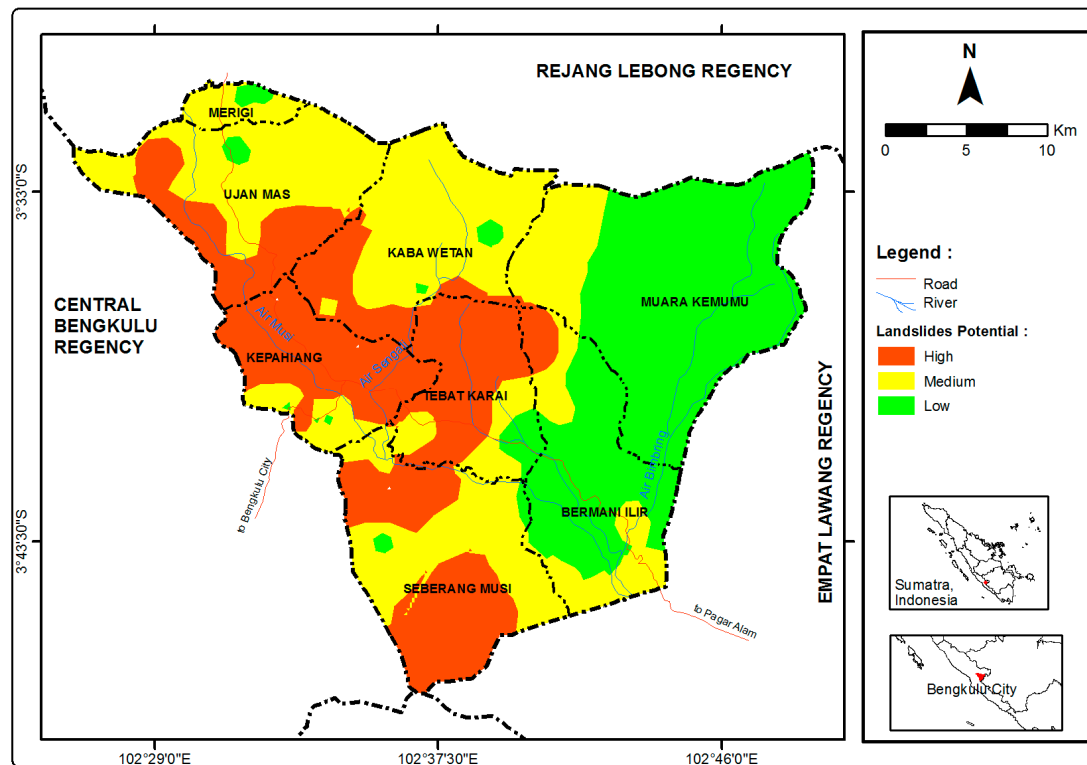 REJANG LEBONG REGENCY
MERIGI
UJAN MAS
KABA WETAN
MUARA KEMUMU
CENTRAL
BENGKULU
REGENCY
Air Musi
KEPAHIANG
Air Sengali
TEBAT KARAI
EMPAT LAWANG REGENCY
Air Bimbring
to Bengkulu City
BERMANI ILIR
SEBERANG MUSI
to Pagar Alam
3°33'0"S
3°43'30"S
102°29'0"E
102°37'30"E
102°46'0"E
N
Km
0
5
10
Legend :
Road
River
Landslides Potential :
High
Medium
Low
Sumatra,
Indonesia
Bengkulu City